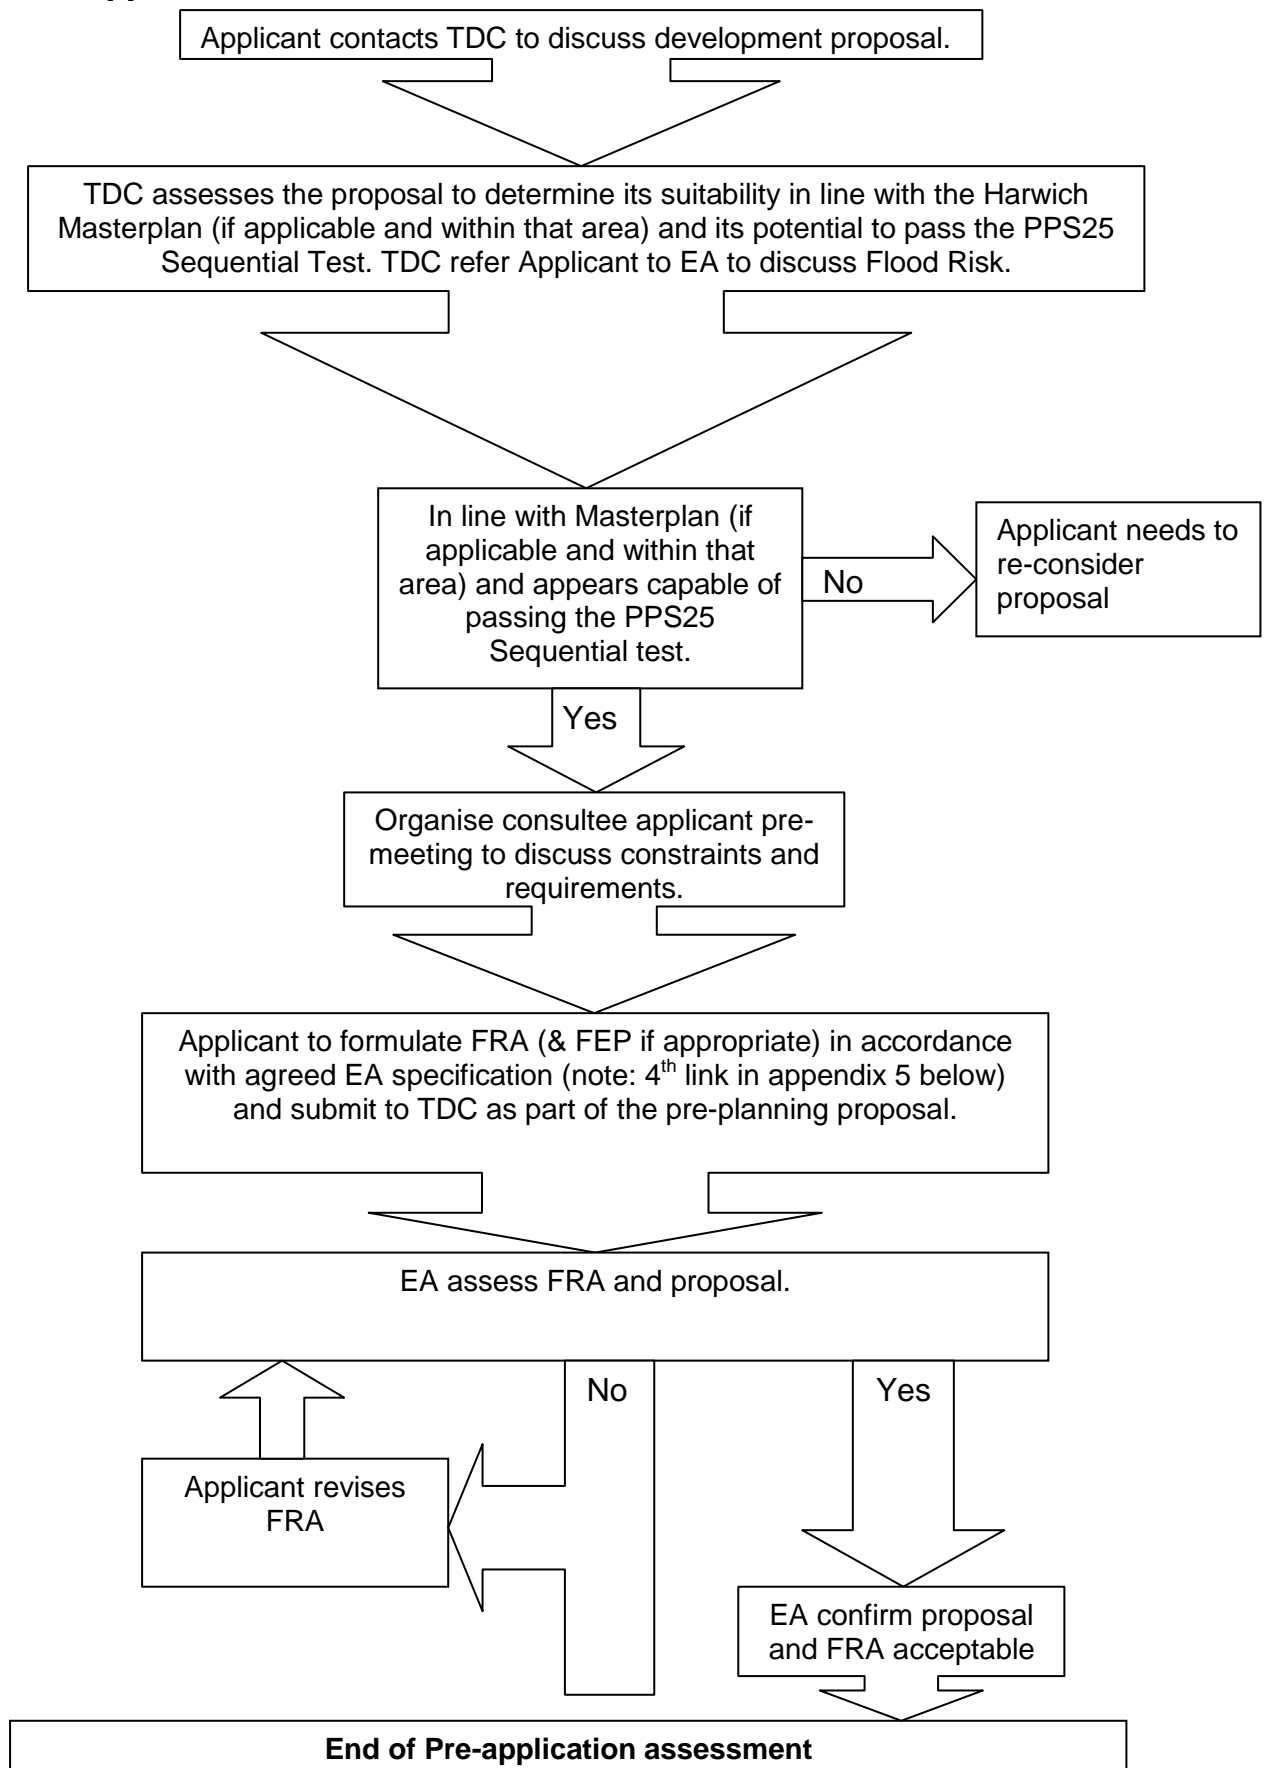 Applicant contacts TDC to discuss development proposal.
TDC assesses the proposal to determine its suitability in line with the Harwich
Masterplan (if applicable and within that area) and its potential to pass the PPS25
Sequential Test. TDC refer Applicant to EA to discuss Flood Risk.
In line with Masterplan (if
applicable and within that
area) and appears capable of
passing the PPS25
Sequential test.
No
Applicant needs to
re-consider
proposal
Yes
Organise consultee applicant pre-
meeting to discuss constraints and
requirements.
Applicant to formulate FRA (& FEP if appropriate) in accordance
with agreed EA specification (note: 4th link in appendix 5 below)
and submit to TDC as part of the pre-planning proposal.
EA assess FRA and proposal.
No
Yes
Applicant revises
FRA
EA confirm proposal
and FRA acceptable
End of Pre-application assessment